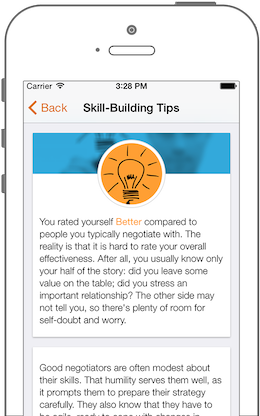 Carrier 3:28 PM
Back Skill-Building Tips
You rated yourself Better compared to
people you typically negotiate with. The
reality is that it is hard to rate your overall
effectiveness. After all, you usually know only
your half of the story: did you leave some
value on the table; did you stress an
important relationship? The other side may
not tell you, so there's plenty of room for
self-doubt and worry.
Good negotiators are often modest about
their skills. That humility serves them well, as
it prompts them to prepare their strategy
carefully. They also know that they have to
be agile, ready to cope with changes in